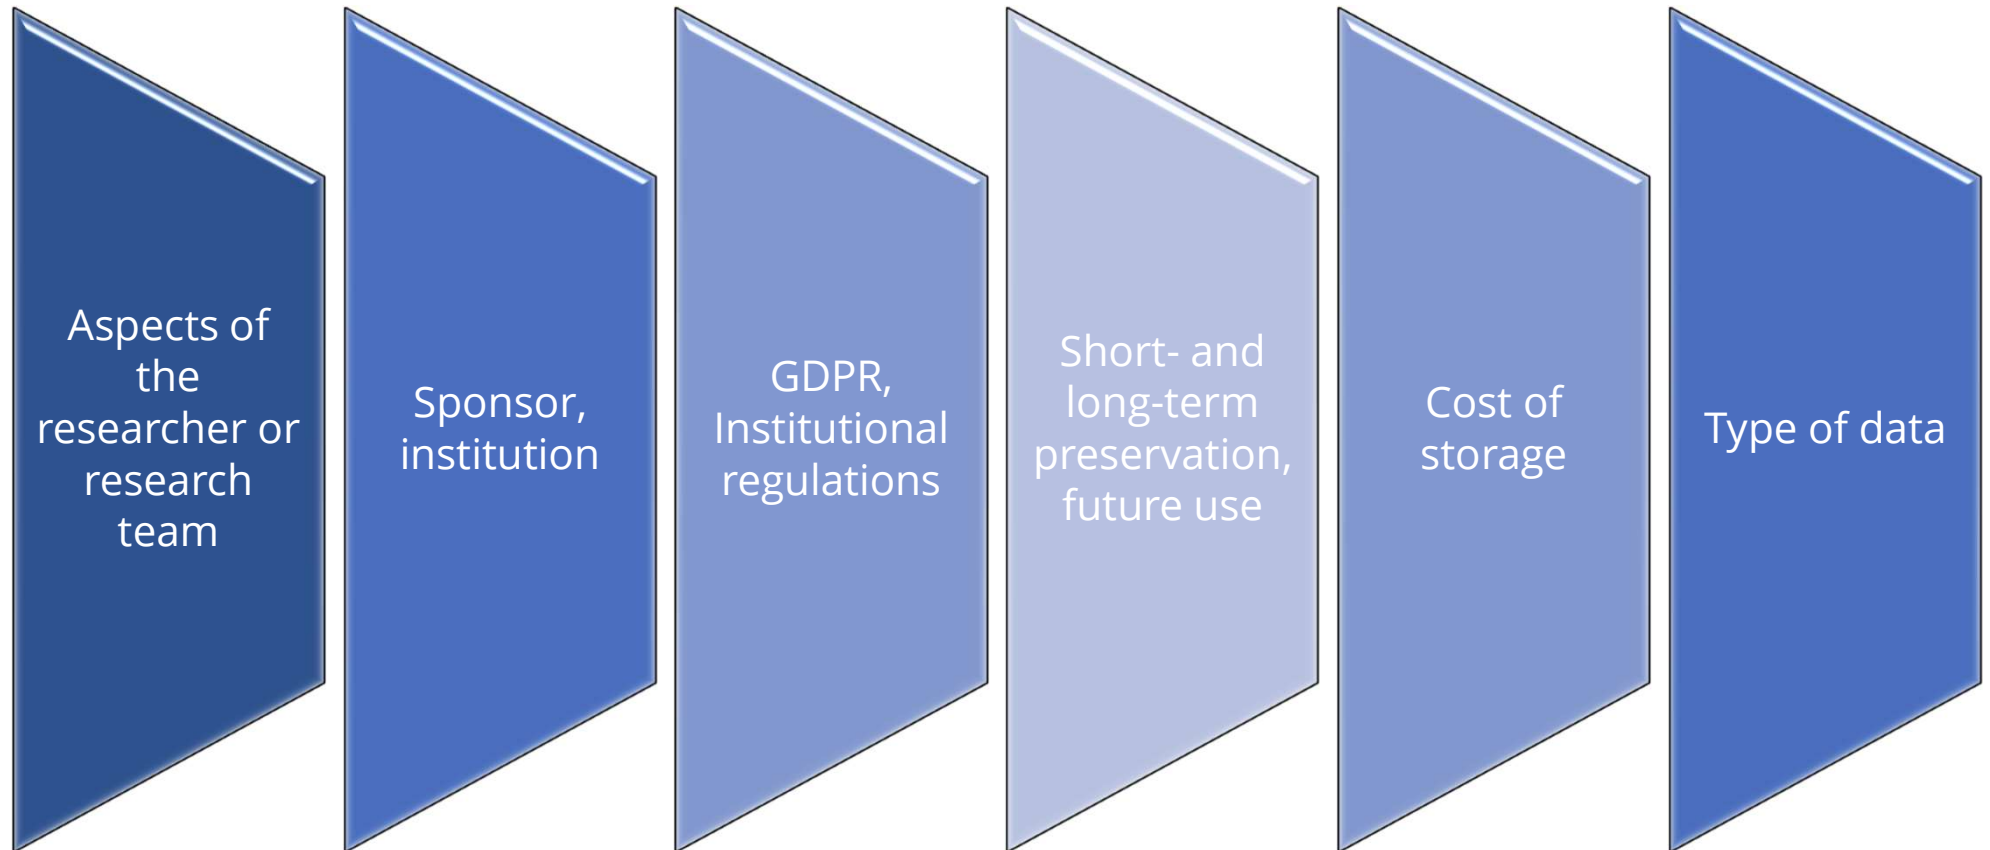 Aspects of
the
researcher or
research
team
Sponsor,
institution
GDPR,
Institutional
regulations
Short- and
long-term
preservation,
future use
Cost of
storage
Type of data